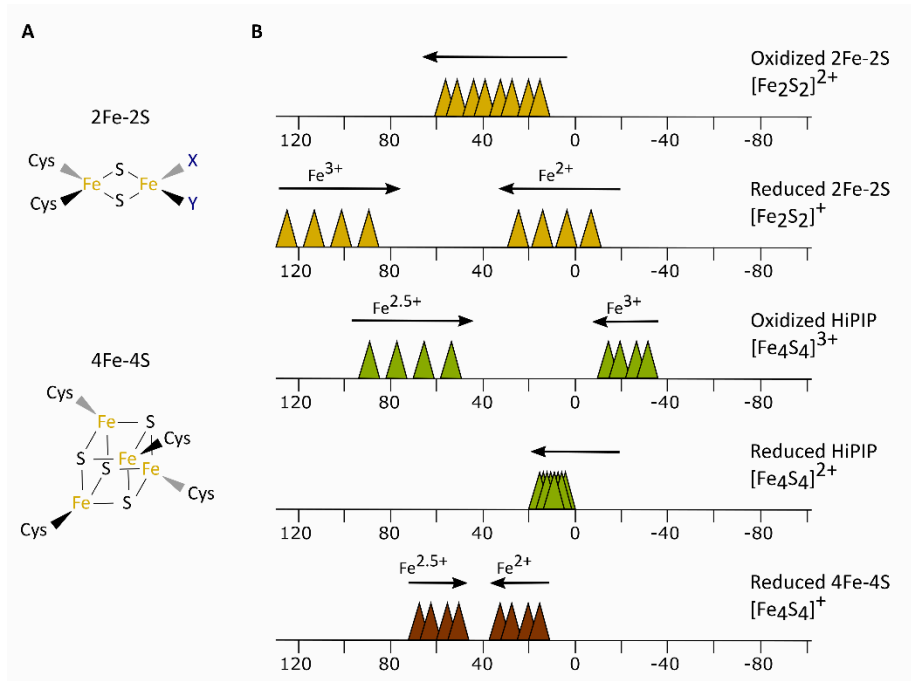 A
B
2Fe-2S
Cys
S
X
Fe
Fe
Cys
S
Y
4Fe-4S
Cys
Fe
S
Cys
S
Fe
S
Fe
Cys
Fe
S
Cys
Oxidized 2Fe-2S
[Fe₂S₂]²⁺
120 80 40 0 -40 -80
Fe³⁺ Fe²⁺
Reduced 2Fe-2S
[Fe₂S₂]⁺
120 80 40 0 -40 -80
Fe²·⁵⁺ Fe³⁺
Oxidized HiPIP
[Fe₄S₄]³⁺
120 80 40 0 -40 -80
Reduced HiPIP
[Fe₄S₄]²⁺
120 80 40 0 -40 -80
Fe²·⁵⁺ Fe²⁺
Reduced 4Fe-4S
[Fe₄S₄]⁺
120 80 40 0 -40 -80